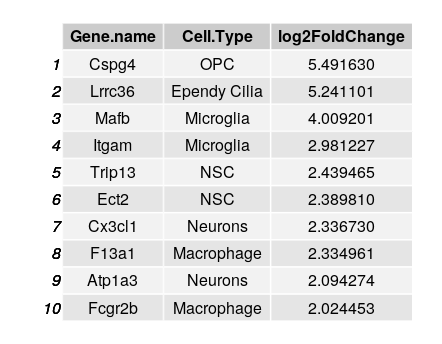 Gene.name Cell.Type log2FoldChange
1 Cspg4 OPC 5.491630
2 Lrrc36 Ependy Cilia 5.241101
3 Mafb Microglia 4.009201
4 Itgam Microglia 2.981227
5 Trip13 NSC 2.439465
6 Ect2 NSC 2.389810
7 Cx3cl1 Neurons 2.336730
8 F13a1 Macrophage 2.334961
9 Atp1a3 Neurons 2.094274
10 Fcgr2b Macrophage 2.024453